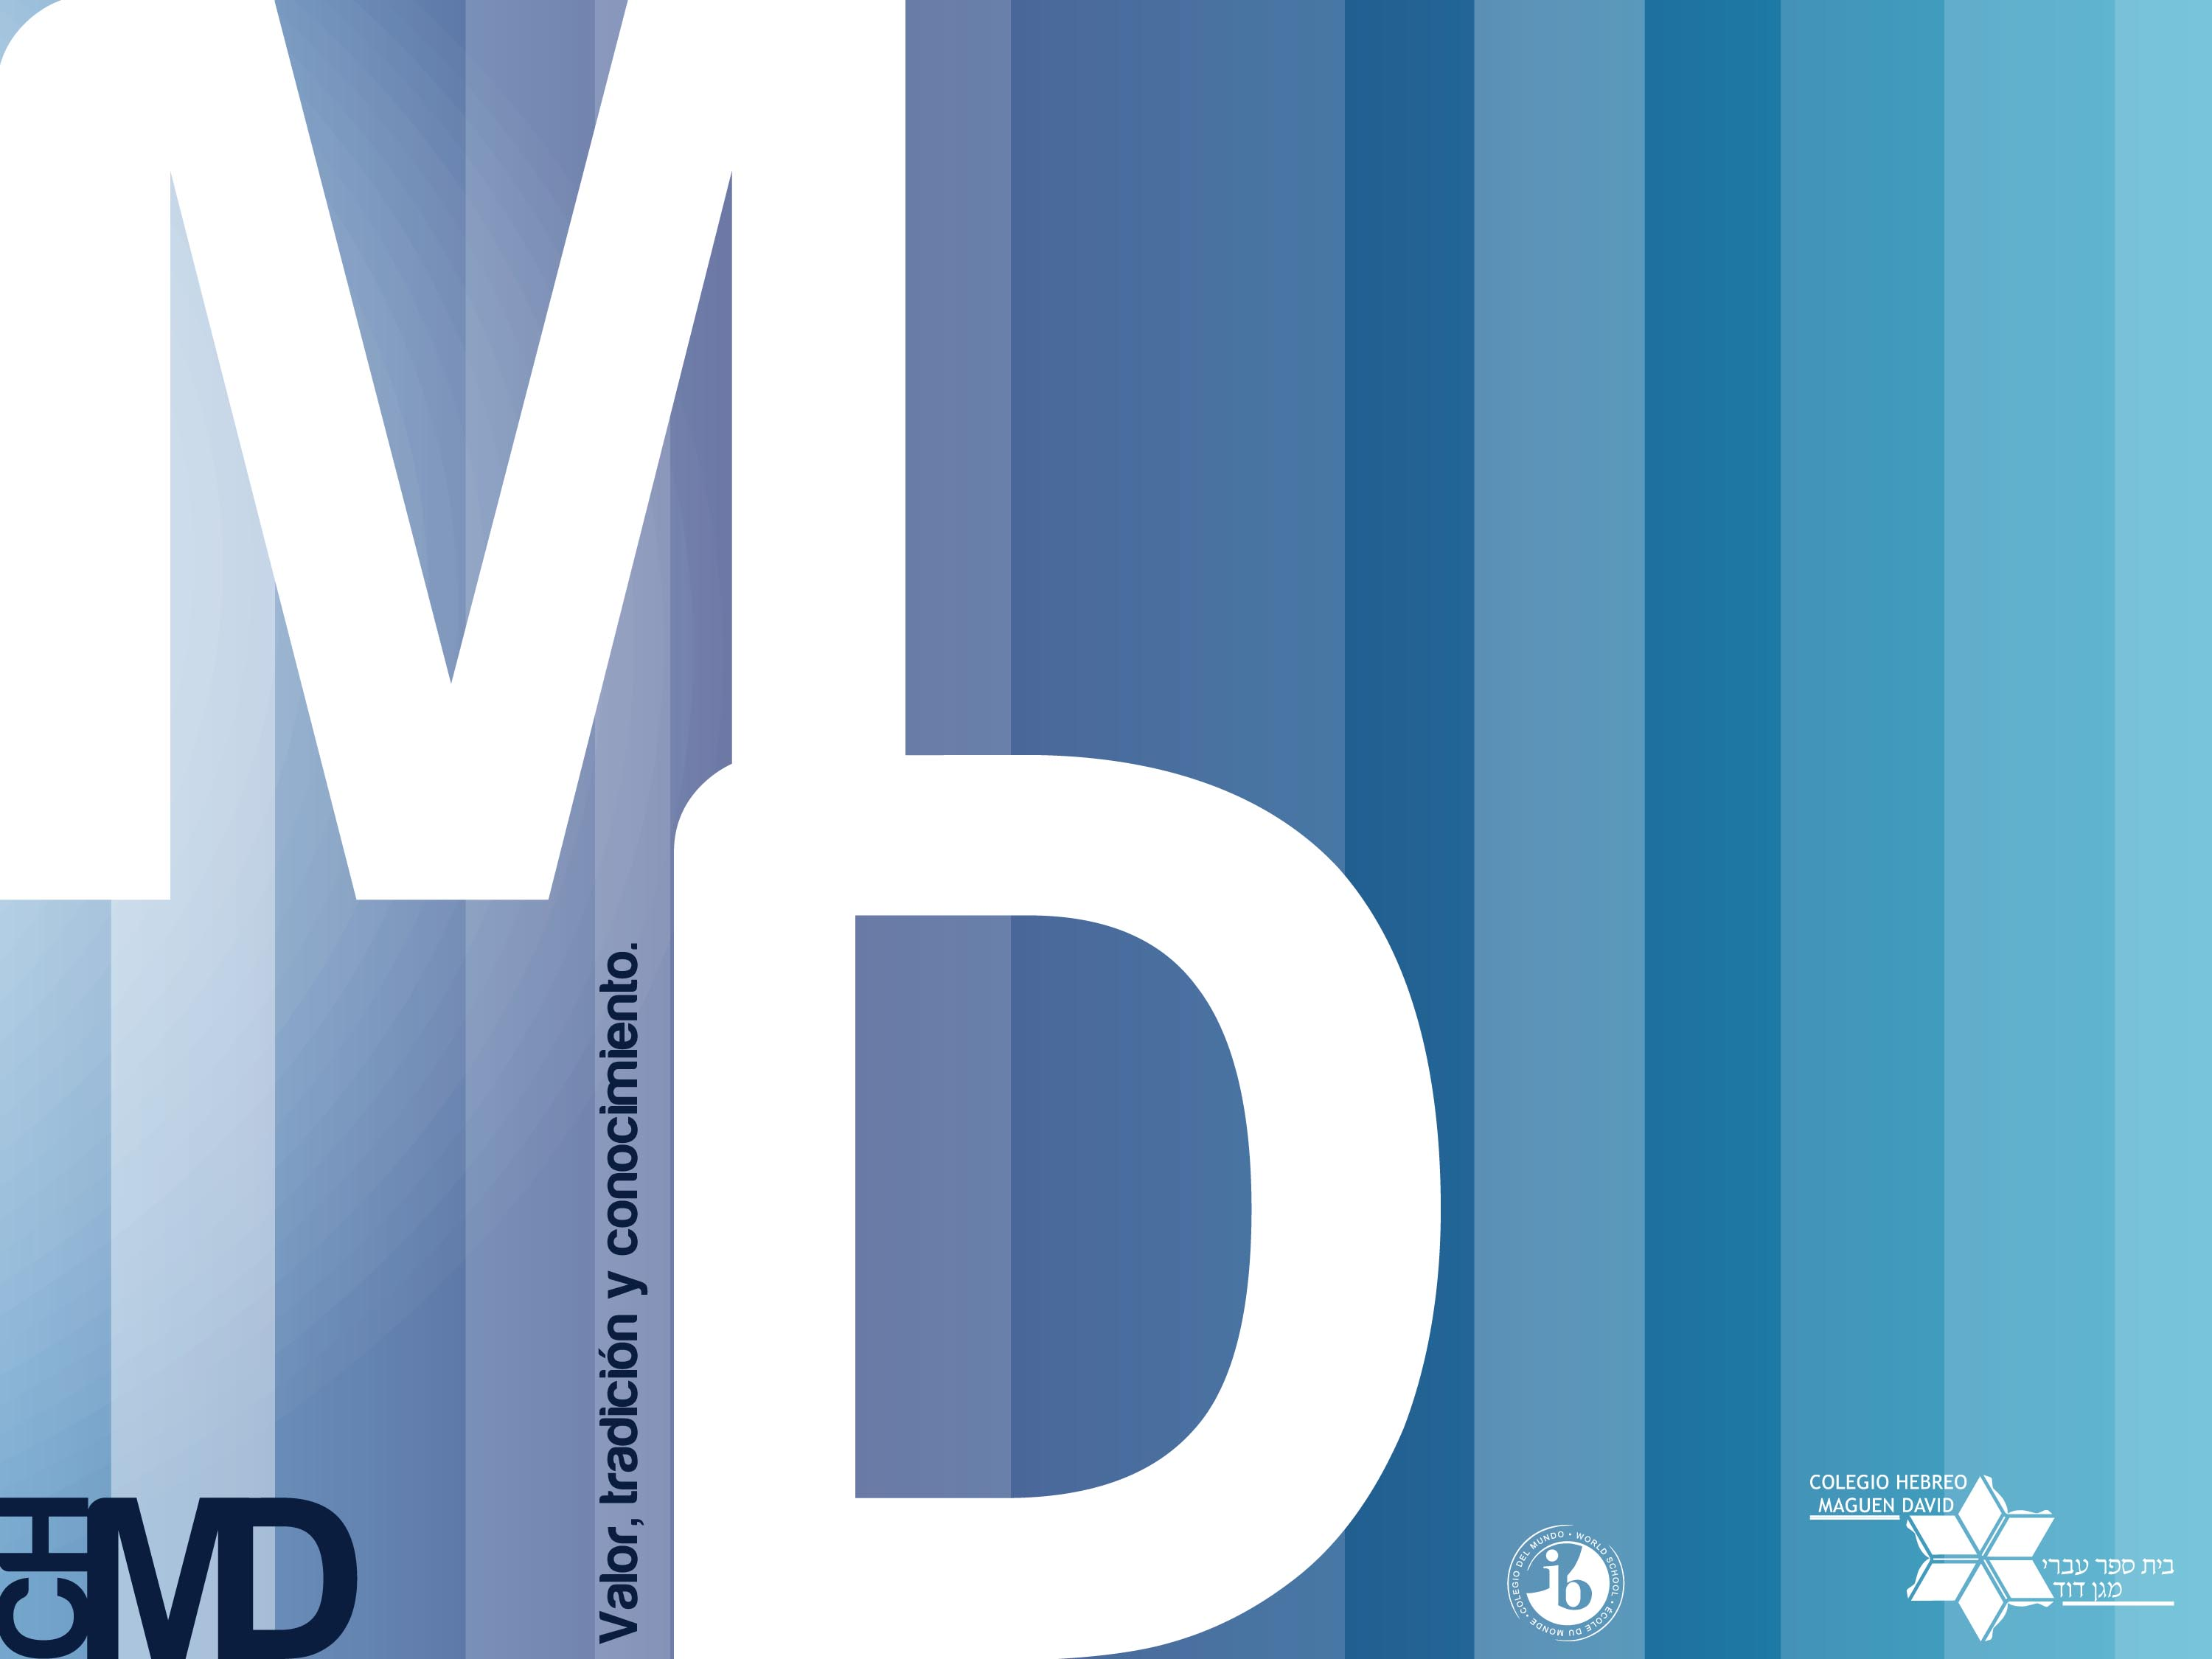 MD
Valor, tradición y conocimiento.
CHMD
COLEGIO DEL MUNDO • WORLD SCHOOL • ECOLE DU MONDE •
ib
COLEGIO HEBREO
MAGUEN DAVID
בית ספר עברי
מגן דוד